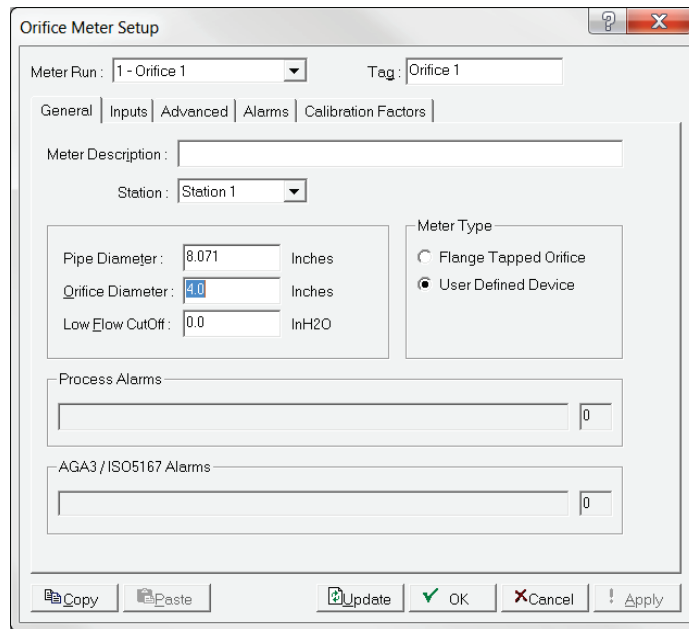 Orifice Meter Setup
Meter Run : 1 - Orifice 1 Tag : Orifice 1
General Inputs Advanced Alarms Calibration Factors
Meter Description :
Station : Station 1
Meter Type
Pipe Diameter : 8.071 Inches
Flange Tapped Orifice
Orifice Diameter : 4.0 Inches
User Defined Device
Low Flow CutOff : 0.0 InH2O
Process Alarms
0
AGA3 / ISO5167 Alarms
0
Copy Paste Update OK Cancel ! Apply